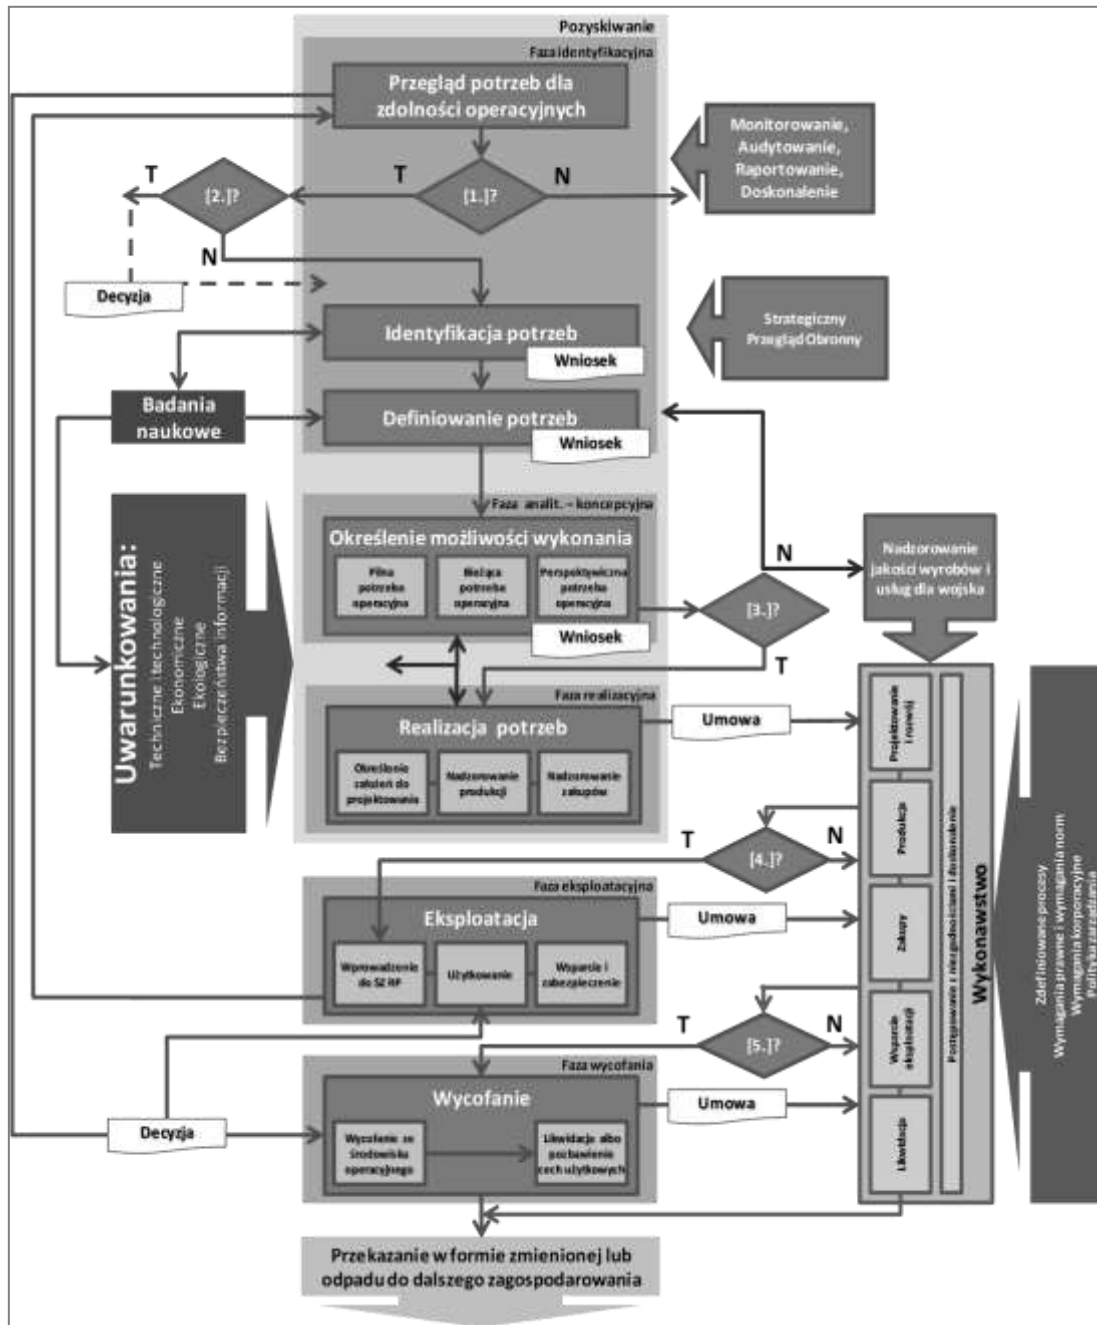 Pozyskiwanie
Faza identyfikacyjna
Przegląd potrzeb dla
zdolności operacyjnych
Monitorowanie,
Audytowanie,
Raportowanie,
Doskonalenie
T
[2.]?
T
[1.]?
N
N
Decyzja
Strategiczny
Przegląd Obronny
Identyfikacja potrzeb
Wniosek
Badania
naukowe
Definiowanie potrzeb
Wniosek
Uwarunkowania:
Techniczne i technologiczne
Ekonomiczne
Ekologiczne
Bezpieczeństwa informacji
Faza analit. – koncepcyjna
Określenie możliwości wykonania
Pilna
potrzeba
operacyjna
Bieżąca
potrzeba
operacyjna
Perspektywiczna
potrzeba
operacyjna
Wniosek
N
[3.]?
T
Nadzorowanie
jakości wyrobów i
usług dla wojska
Faza realizacyjna
Realizacja potrzeb
Określenie
założeń do
projektowania
Nadzorowanie
produkcji
Nadzorowanie
zakupów
Umowa
T
[4.]?
N
Faza eksploatacyjna
Eksploatacja
Wprowadzenie
do SZ RP
Użytkowanie
Wsparcie i
zabezpieczenie
Umowa
T
[5.]?
N
Faza wycofania
Wycofanie
Wycofanie ze
środowiska
operacyjnego
Likwidacja albo
pozbawienie
cech użytkowych
Umowa
Decyzja
Projektowanie
i rozwój
Produkcja
Zakupy
Wsparcie
eksploatacji
Likwidacja
Postępowanie z niezgodnościami i doskonalenie
Wykonawstwo
Zdefiniowane procesy
Wymagania prawne i wymagania norm
Wymagania korporacyjne
Polityka zarządzania
Przekazanie w formie zmienionej lub
odpadu do dalszego zagospodarowania